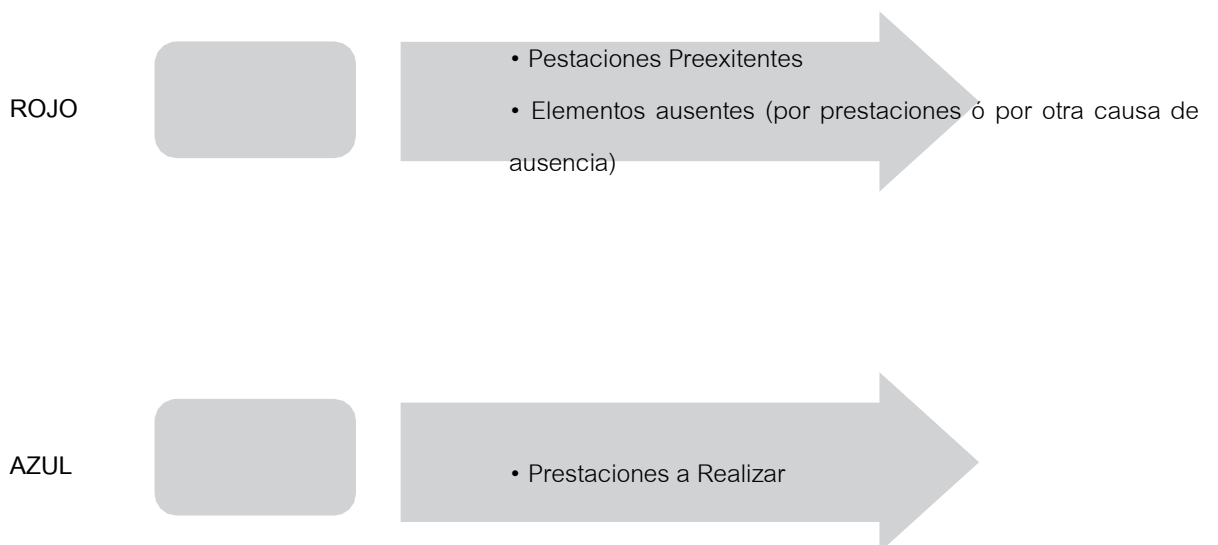 • Pestaciones Preexitentes
ROJO
• Elementos ausentes (por prestaciones ó por otra causa de
ausencia)
AZUL
• Prestaciones a Realizar